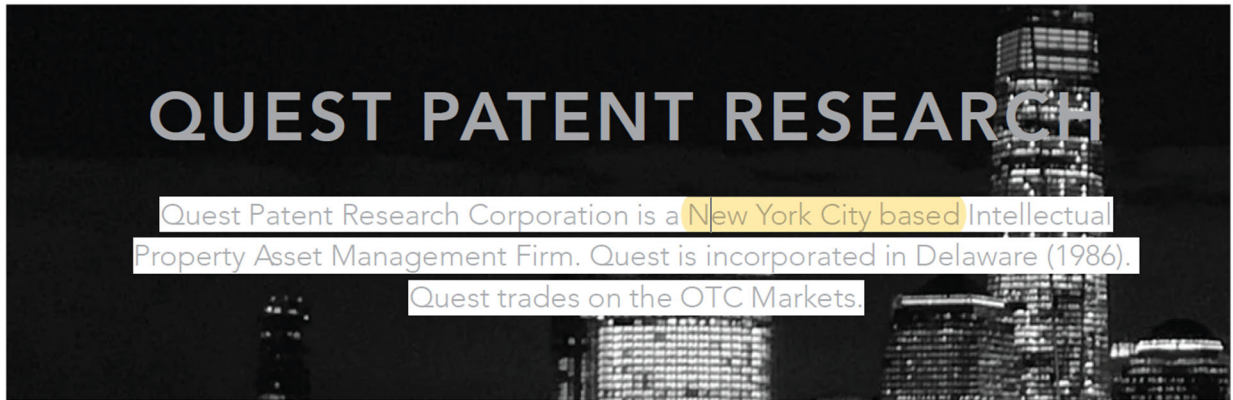 QUEST PATENT RESEARCH
Quest Patent Research Corporation is a New York City based Intellectual
Property Asset Management Firm. Quest is incorporated in Delaware (1986).
Quest trades on the OTC Markets.